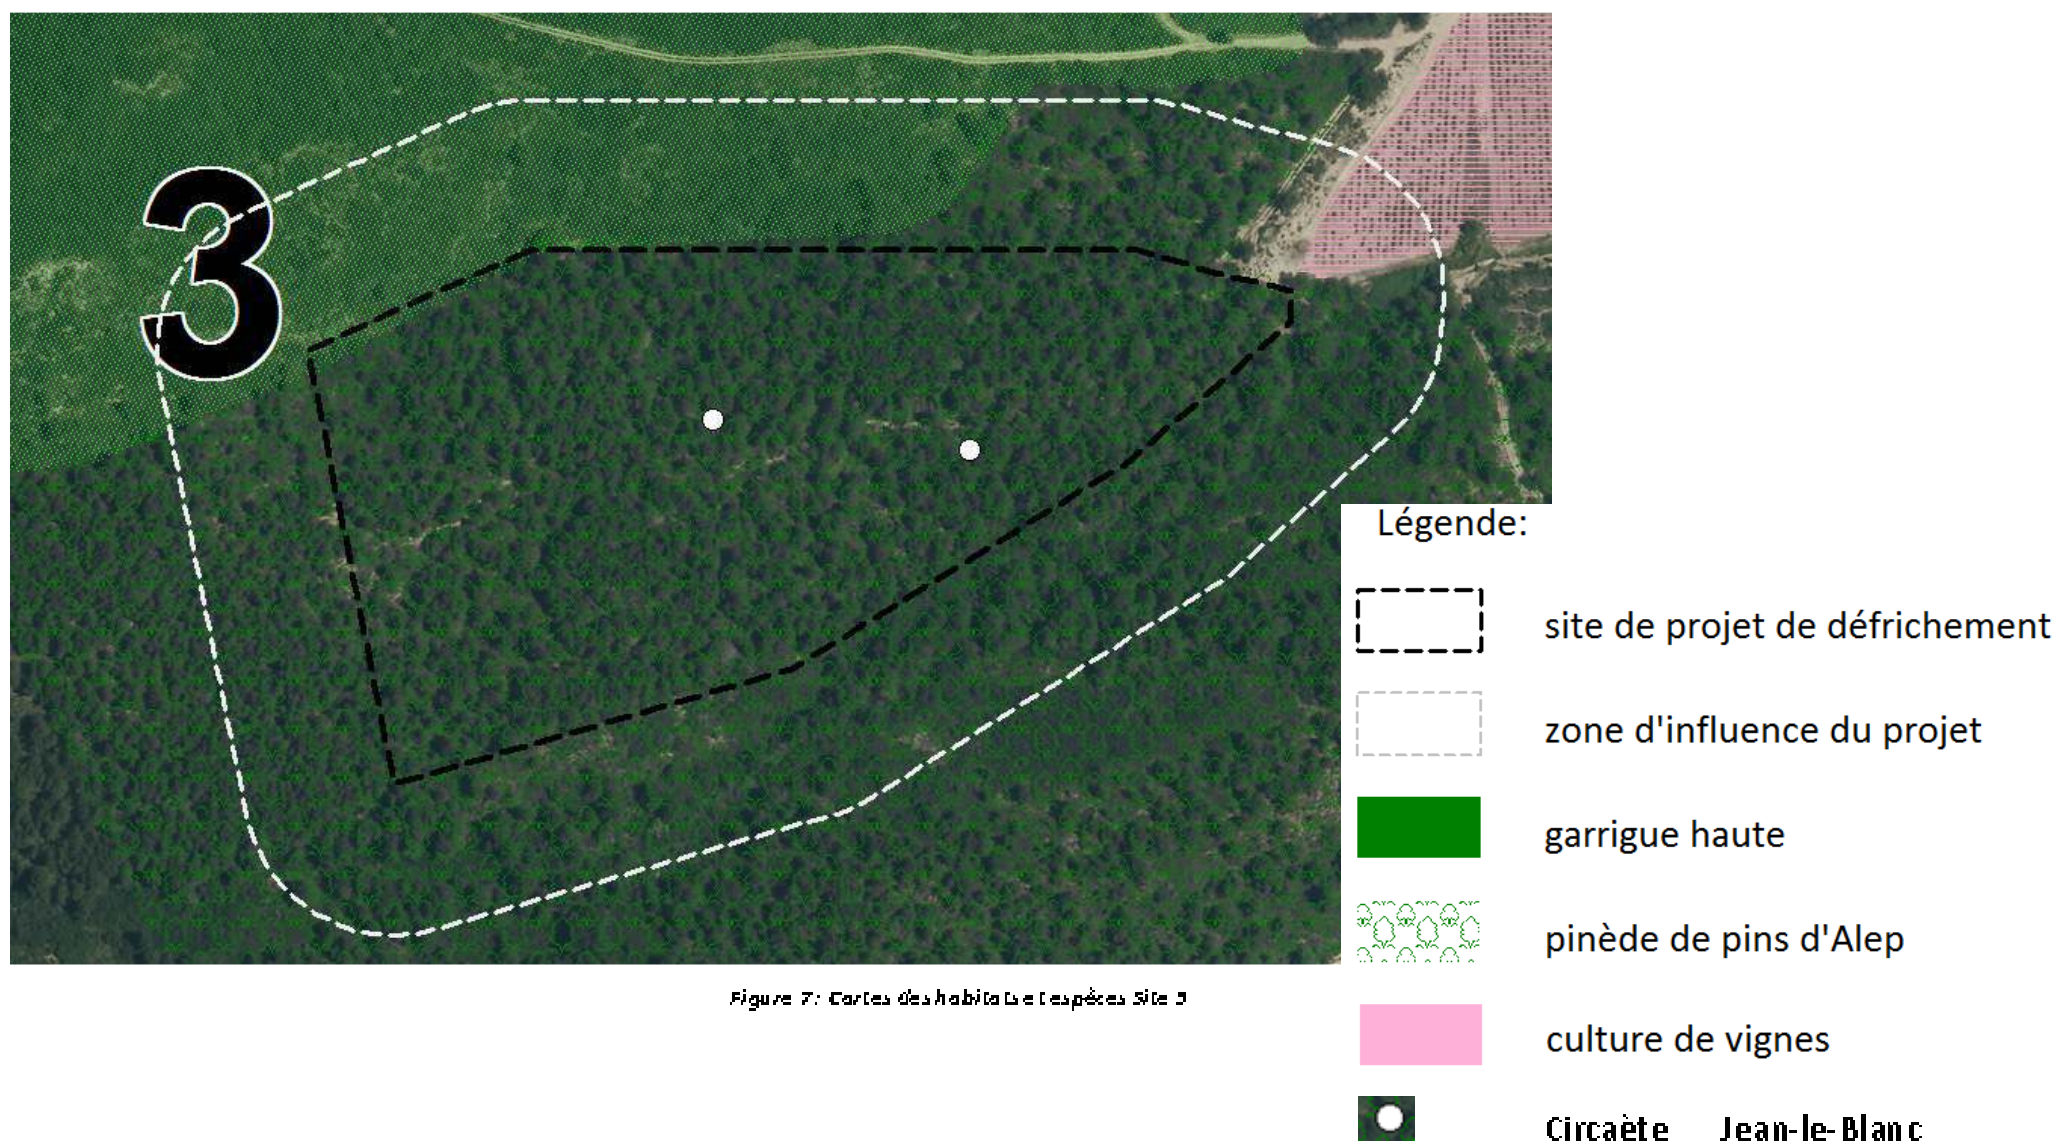 3
Légende:
site de projet de défrichement
zone d'influence du projet
garrigue haute
pinède de pins d'Alep
Figure 7: Cartes des habitats et espèces Site 3
culture de vignes
Circaète Jean-le-Blanc